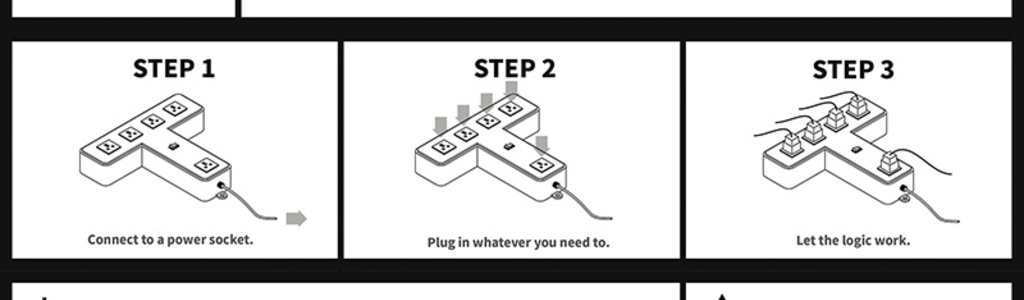 STEP 1
Connect to a power socket.
STEP 2
Plug in whatever you need to.
STEP 3
Let the logic work.